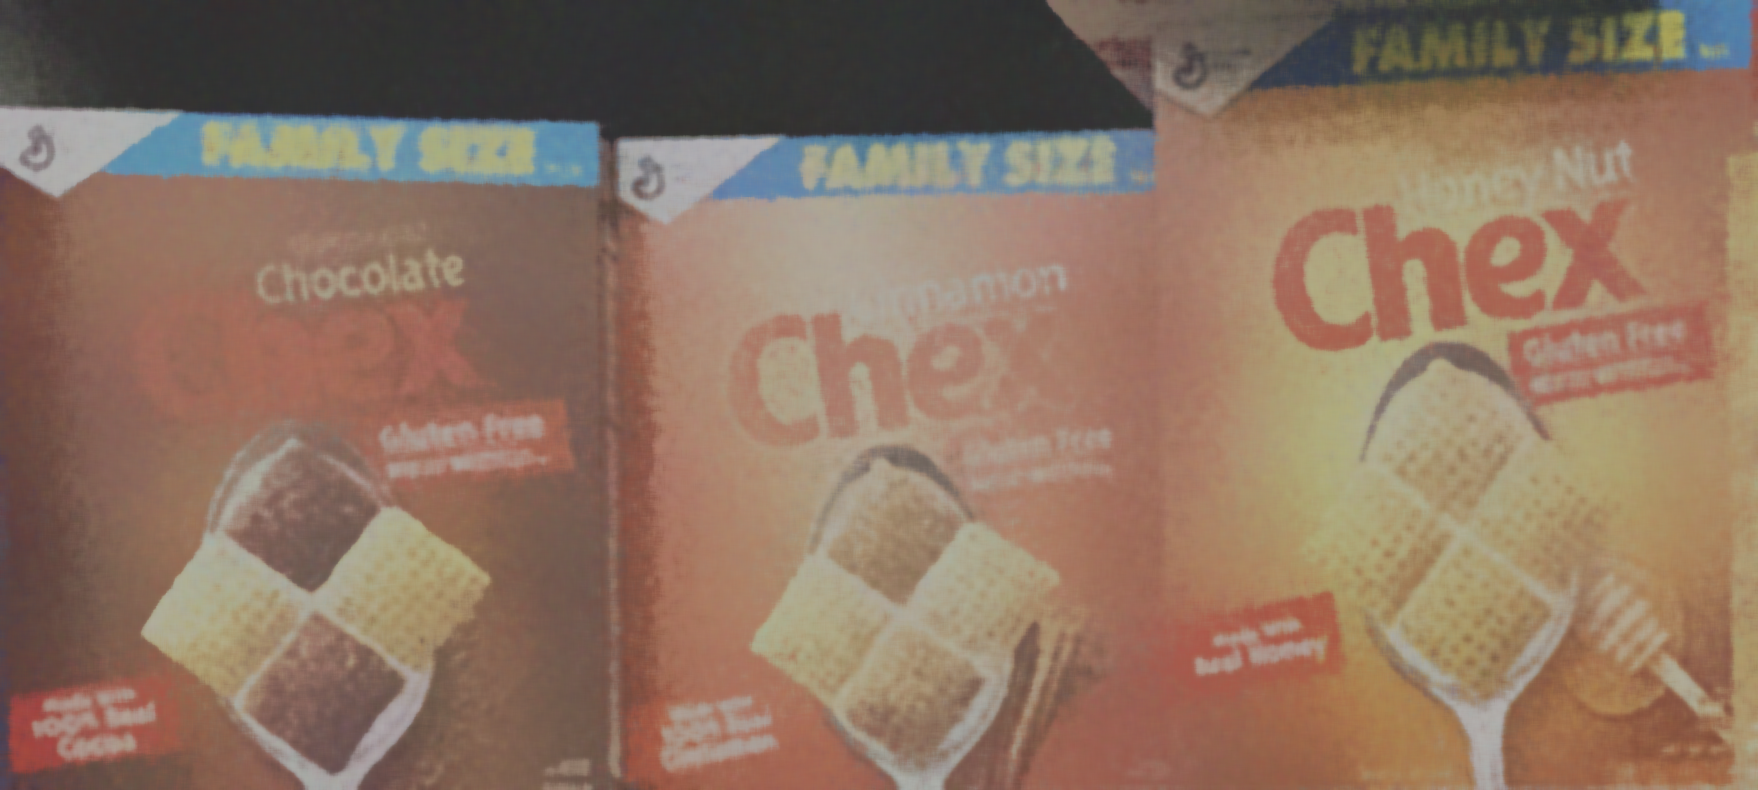 FAMILY SIZE
Chocolate
Chex
Gluten Free
Made With
100% Real
Cocoa
FAMILY SIZE
Cinnamon
Chex
Gluten Free
Made With
100% Real
Cinnamon
FAMILY SIZE
Honey Nut
Chex
Gluten Free
Made With
Real Honey